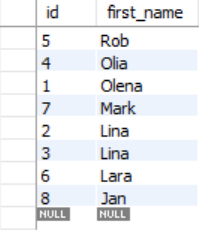 id first_name
5 Rob
4 Olia
1 Olena
7 Mark
2 Lina
3 Lina
6 Lara
8 Jan
NULL NULL